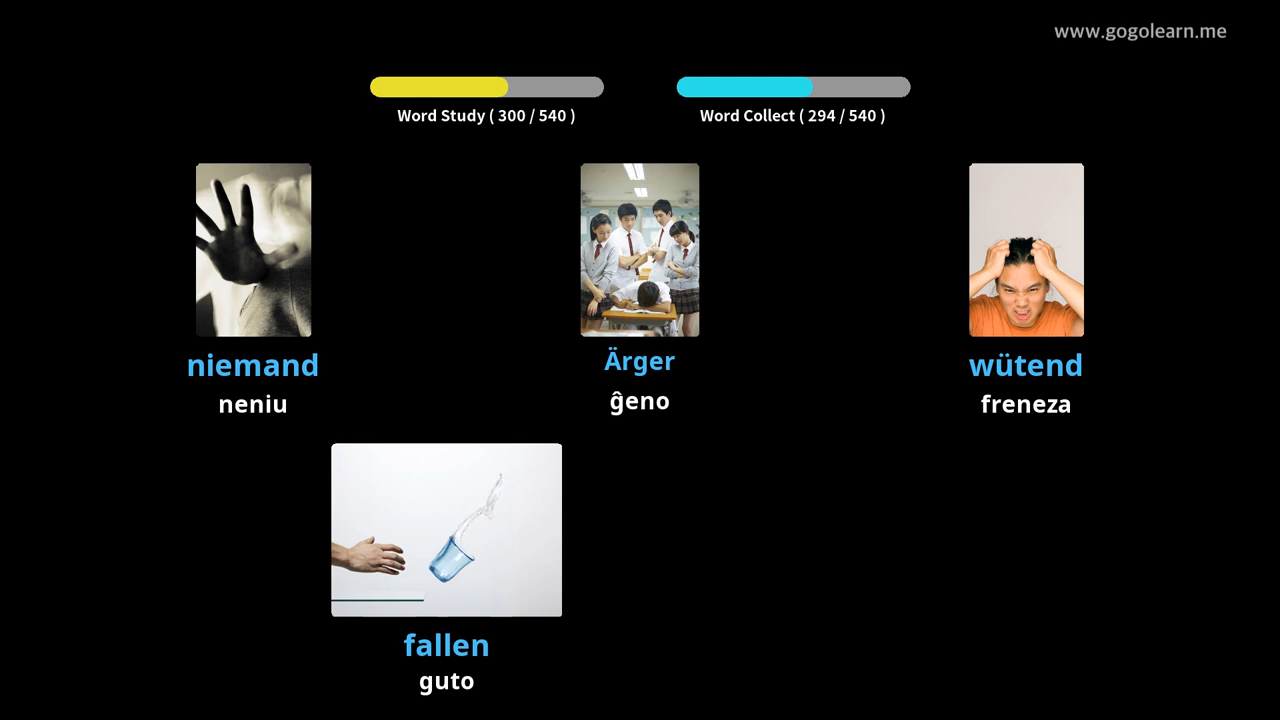 www.gogolearn.me
Word Study ( 300 / 540 )
Word Collect ( 294 / 540 )
niemand
neniu
Ärger
ĝeno
wütend
freneza
fallen
guto